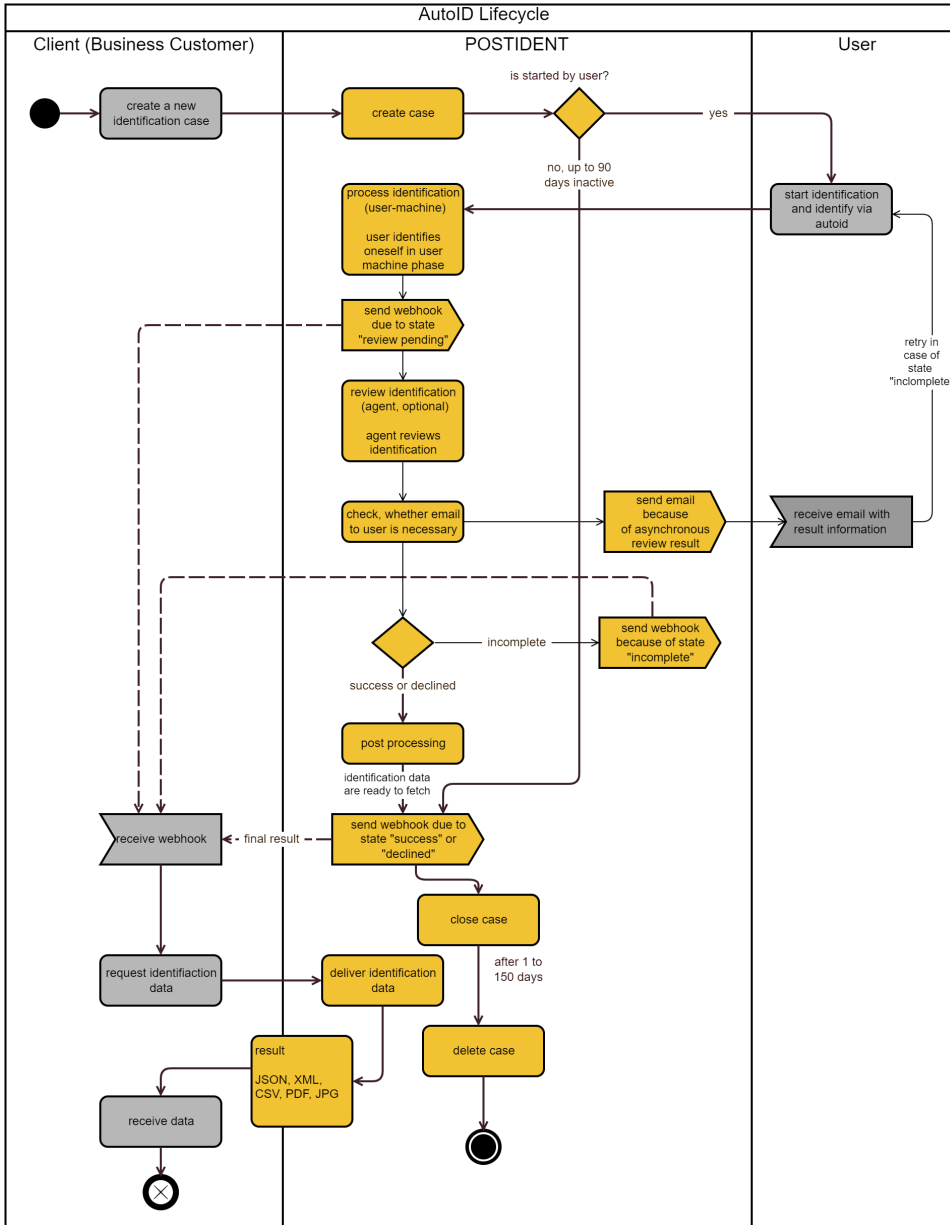 AutoID Lifecycle
Client (Business Customer)
POSTIDENT
User
is started by user?
create a new
identification case
create case
yes
no, up to 90
days inactive
process identification
(user-machine)
user identifies
oneself in user
machine phase
start identification
and identify via
autoid
send webhook
due to state
"review pending"
retry in
case of
state
"inclomplete
review identification
(agent, optional)
agent reviews
identification
check, whether email
to user is necessary
send email
because
of asynchronous
review result
receive email with
result information
incomplete
send webhook
because of state
"incomplete"
success or declined
post processing
identification data
are ready to fetch
receive webhook
final result
send webhook due to
state "success" or
"declined"
close case
after 1 to
150 days
request identifiaction
data
deliver identification
data
delete case
result
JSON, XML,
CSV, PDF, JPG
receive data